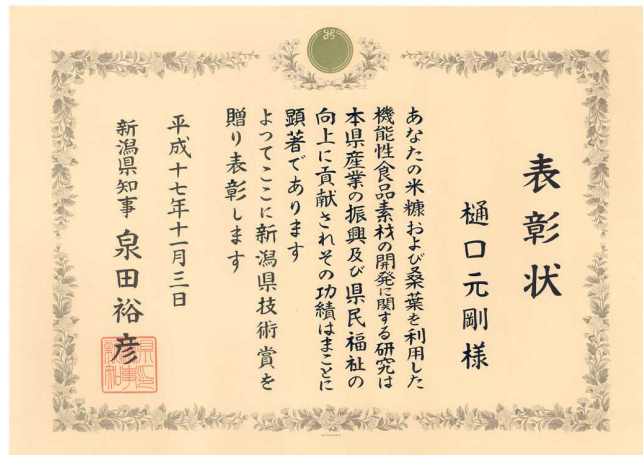 表彰状
樋口元剛様
あなたの米糠および桑葉を利用した
機能性食品素材の開発に関する研究は
本県産業の振興及び県民福祉の
向上に貢献されその功績はまことに
顕著であります
よってここに新潟県技術賞を
贈り表彰します
平成十七年十一月三日
新潟県知事 泉田裕彦